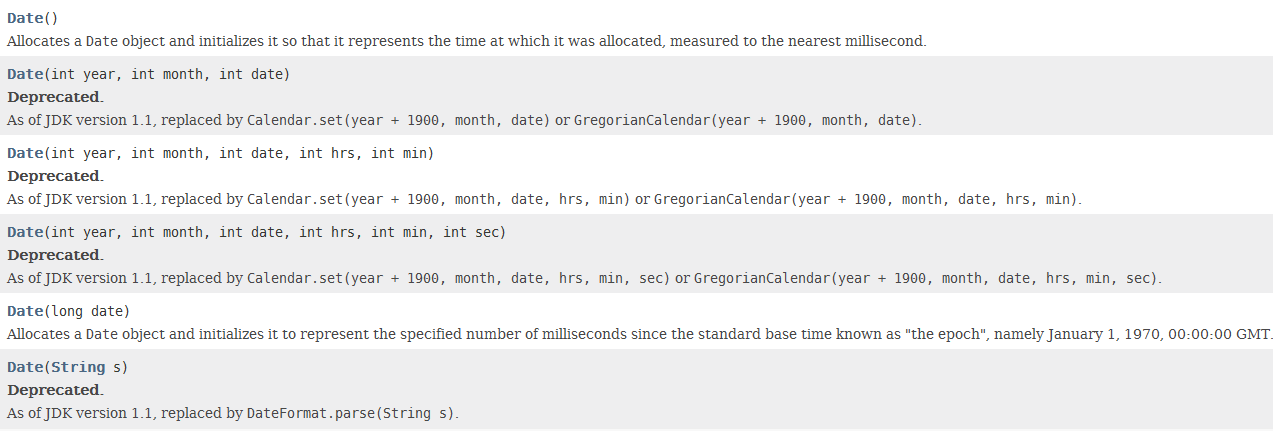 Date()
Allocates a Date object and initializes it so that it represents the time at which it was allocated, measured to the nearest millisecond.
Date(int year, int month, int date)
Deprecated.
As of JDK version 1.1, replaced by Calendar.set(year + 1900, month, date) or GregorianCalendar(year + 1900, month, date).
Date(int year, int month, int date, int hrs, int min)
Deprecated.
As of JDK version 1.1, replaced by Calendar.set(year + 1900, month, date, hrs, min) or GregorianCalendar(year + 1900, month, date, hrs, min).
Date(int year, int month, int date, int hrs, int min, int sec)
Deprecated.
As of JDK version 1.1, replaced by Calendar.set(year + 1900, month, date, hrs, min, sec) or GregorianCalendar(year + 1900, month, date, hrs, min, sec).
Date(long date)
Allocates a Date object and initializes it to represent the specified number of milliseconds since the standard base time known as "the epoch", namely January 1, 1970, 00:00:00 GMT.
Date(String s)
Deprecated.
As of JDK version 1.1, replaced by DateFormat.parse(String s).